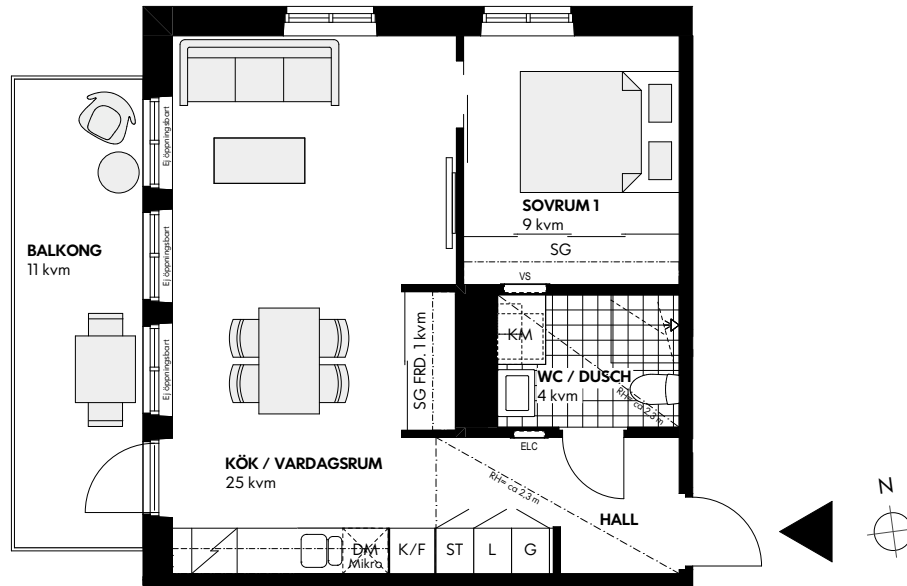 Ej öppningsbart
SOVRUM 1
9 kvm
SG
BALKONG
11 kvm
Ej öppningsbart
VS
KM
SG FRD. 1 kvm
WC / DUSCH
4 kvm
RH= ca 2,3 m
Ej öppningsbart
ELC
KÖK / VARDAGSRUM
25 kvm
RH= ca 2,3 m
HALL
N
DM
Mikro
K/F
ST
L
G